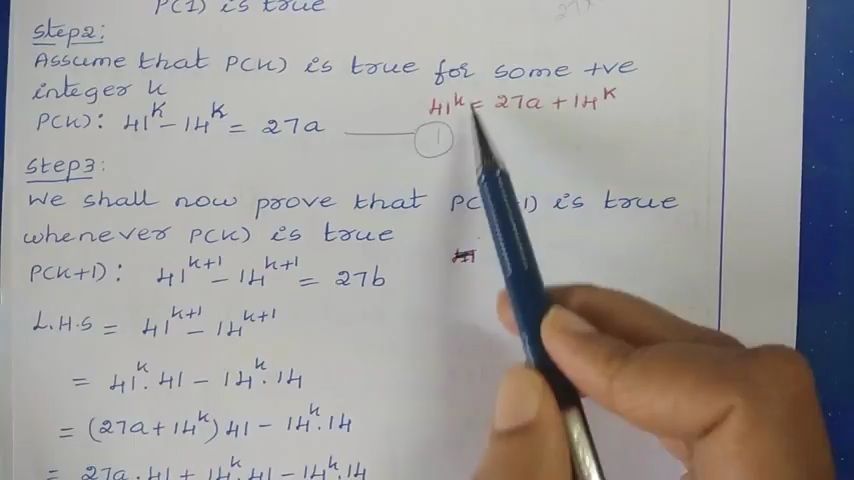 P(1) is true
Step2:
Assume that P(K) is true for some +ve
integer K
41^K = 27a + 14^K
P(K): 41^K - 14^K = 27a ——— 1
Step3:
We shall now prove that P( 1) is true
whenever P(K) is true
P(K+1): 41^{K+1} - 14^{K+1} = 27b
L.H.S = 41^{K+1} - 14^{K+1}
= 41^K . 41 - 14^K . 14
= (27a + 14^K) 41 - 14^K . 14
= 27a . 41 + 14^K . 41 - 14^K . 14